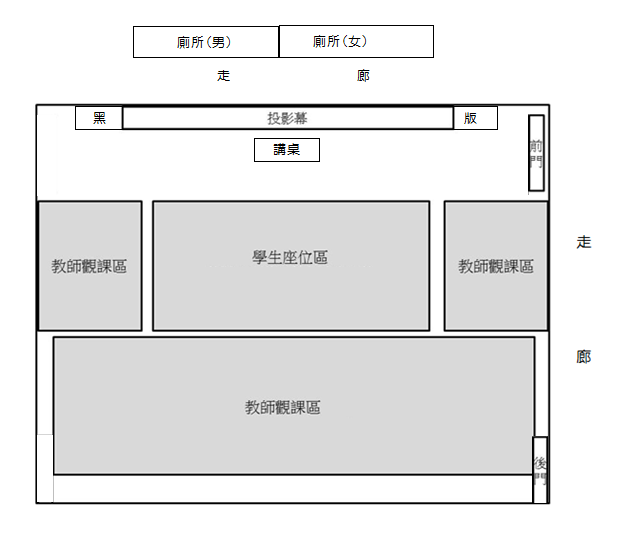 廁所(男) 廁所(女)
走 廊
黑 投影幕 版
講桌
前門
教師觀課區 學生座位區 教師觀課區
走
廊
教師觀課區
後門